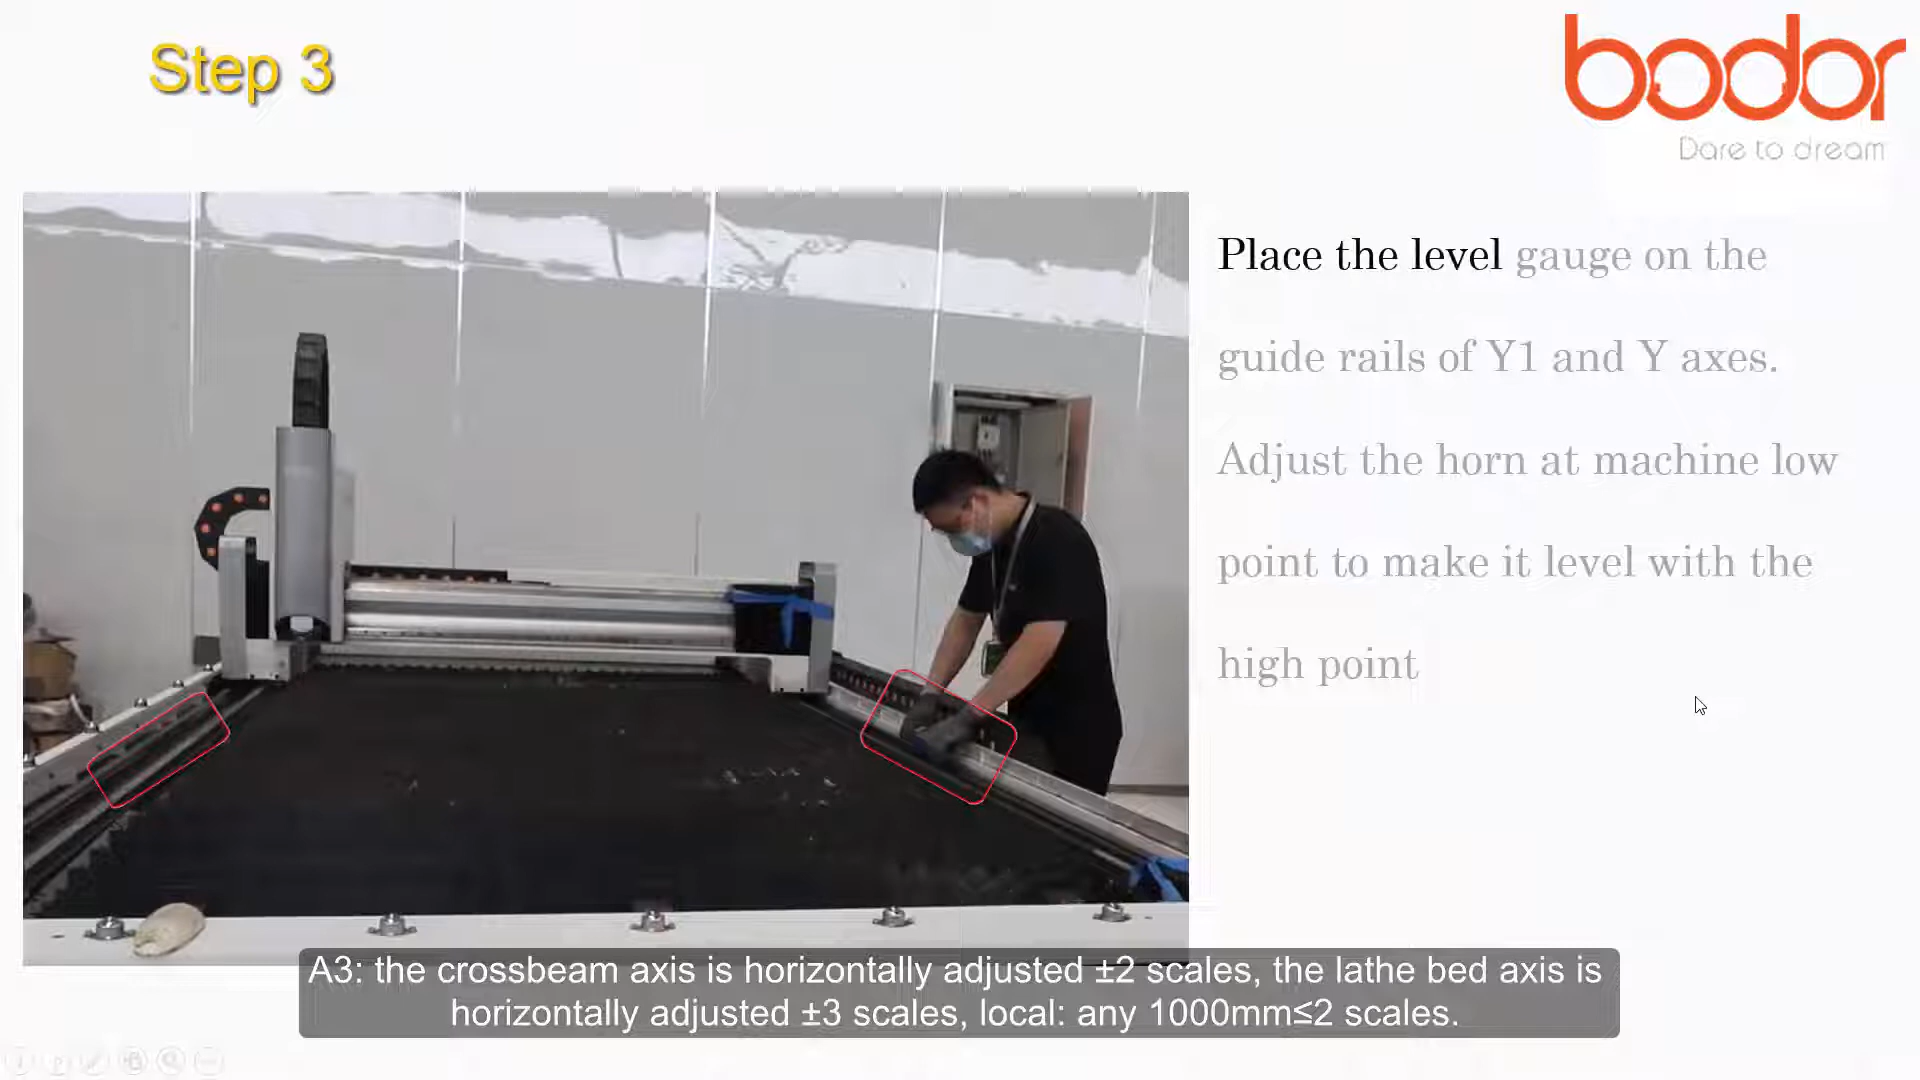 Step 3
bodor
Dare to dream
Place the level gauge on the
guide rails of Y1 and Y axes.
Adjust the horn at machine low
point to make it level with the
high point
A3: the crossbeam axis is horizontally adjusted ±2 scales, the lathe bed axis is
horizontally adjusted ±3 scales, local: any 1000mm≤2 scales.